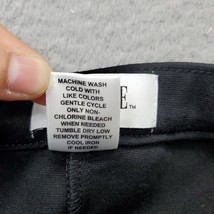 MACHINE WASH
COLD WITH
LIKE COLORS
GENTLE CYCLE
ONLY NON-
CHLORINE BLEACH
WHEN NEEDED
TUMBLE DRY LOW
REMOVE PROMPTLY
COOL IRON
IF NEEDED
E™